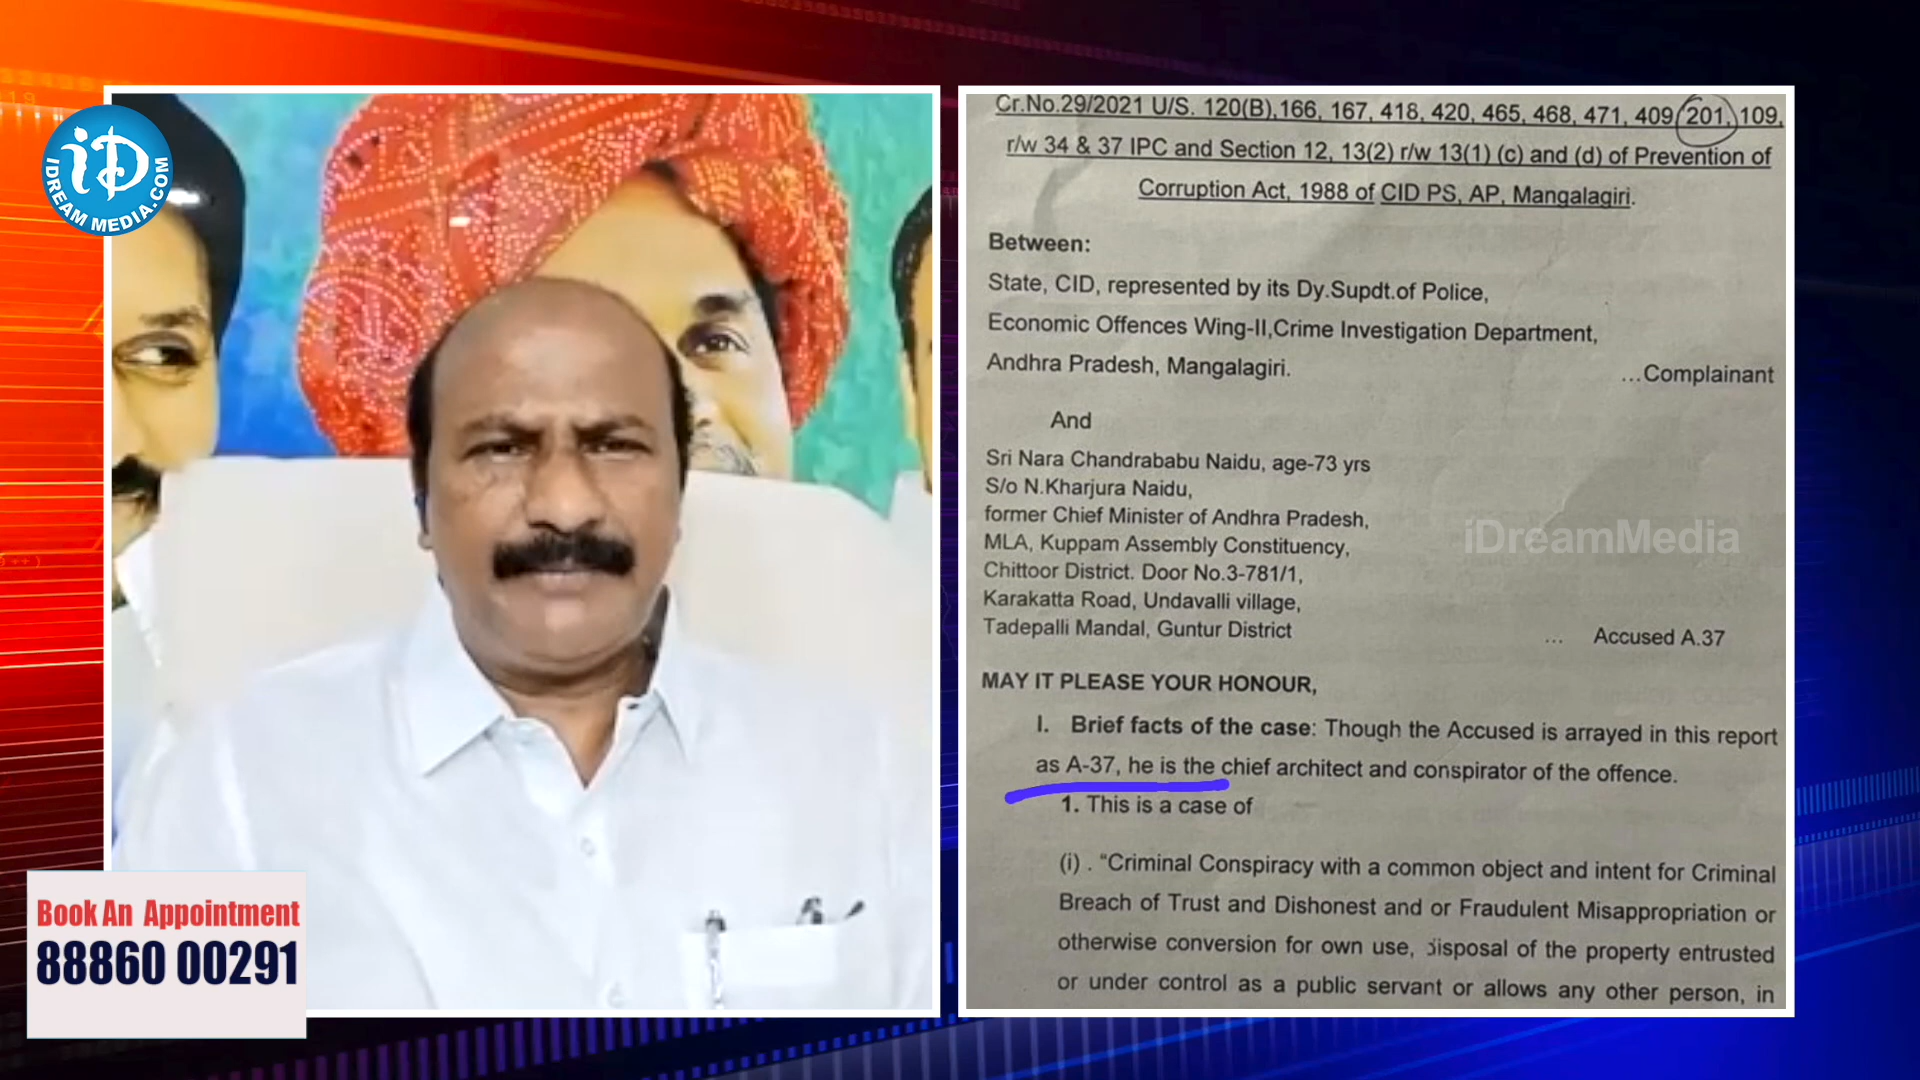 iD
IDREAM MEDIA.COM
Cr.No.29/2021 U/S. 120(B),166, 167, 418, 420, 465, 468, 471, 409, 201, 109,
r/w 34 & 37 IPC and Section 12, 13(2) r/w 13(1) (c) and (d) of Prevention of
Corruption Act, 1988 of CID PS, AP, Mangalagiri.
Between:
State, CID, represented by its Dy.Supdt.of Police,
Economic Offences Wing-II,Crime Investigation Department,
Andhra Pradesh, Mangalagiri.
...Complainant
And
Sri Nara Chandrababu Naidu, age-73 yrs
S/o N.Kharjura Naidu,
former Chief Minister of Andhra Pradesh,
MLA, Kuppam Assembly Constituency,
Chittoor District. Door No.3-781/1,
Karakatta Road, Undavalli village,
Tadepalli Mandal, Guntur District
... Accused A.37
iDreamMedia
MAY IT PLEASE YOUR HONOUR,
I. Brief facts of the case: Though the Accused is arrayed in this report
as A-37, he is the chief architect and conspirator of the offence.
1. This is a case of
(i) . “Criminal Conspiracy with a common object and intent for Criminal
Breach of Trust and Dishonest and or Fraudulent Misappropriation or
otherwise conversion for own use, disposal of the property entrusted
or under control as a public servant or allows any other person, in
Book An Appointment
88860 00291